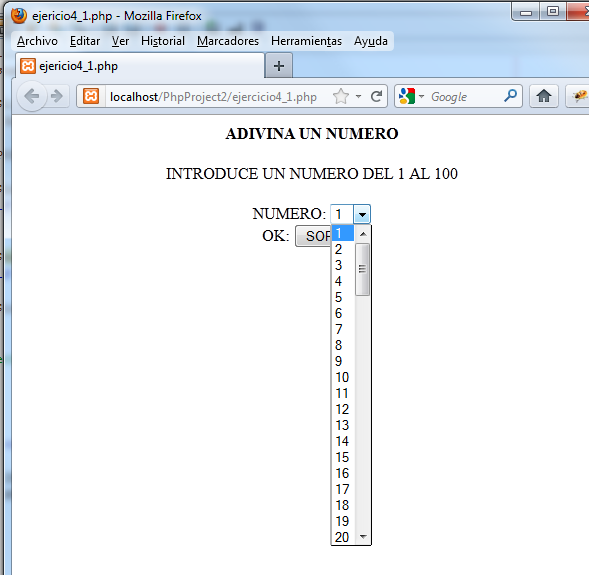 ejericio4_1.php - Mozilla Firefox
Archivo Editar Ver Historial Marcadores Herramientas Ayuda
ejericio4_1.php
localhost/PhpProject2/ejercicio4_1.php Google
ADIVINA UN NUMERO
INTRODUCE UN NUMERO DEL 1 AL 100
NUMERO: 1
OK:
1
2
3
4
5
6
7
8
9
10
11
12
13
14
15
16
17
18
19
20